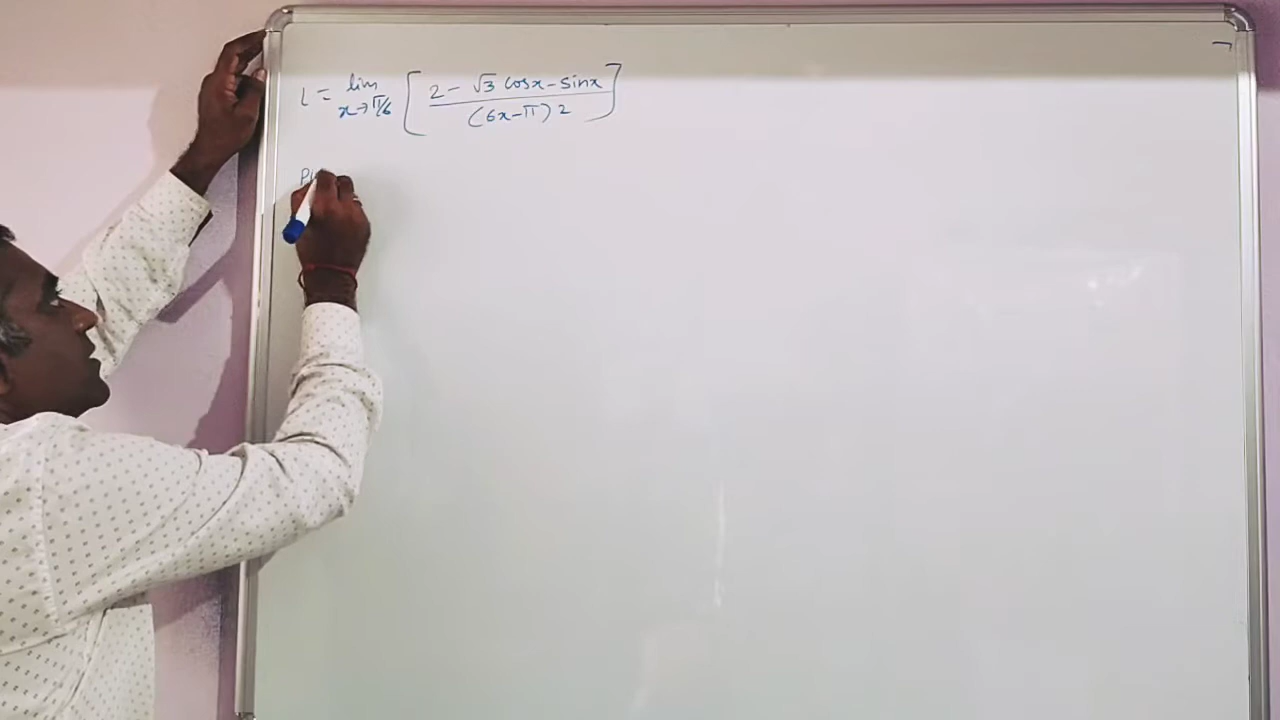 L = lim x→π/6 [ (2 - √3 cosx - sinx) / (6x-π)² ]